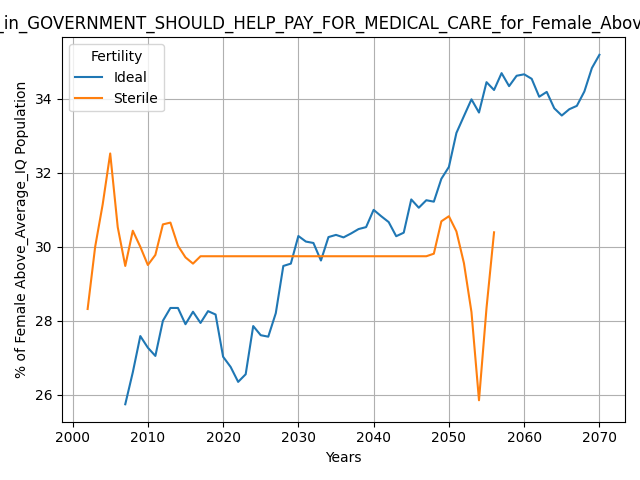 _in_GOVERNMENT_SHOULD_HELP_PAY_FOR_MEDICAL_CARE_for_Female_Abov
Fertility
Ideal
Sterile
% of Female Above_Average_IQ Population
34
32
30
28
26
2000 2010 2020 2030 2040 2050 2060 2070
Years